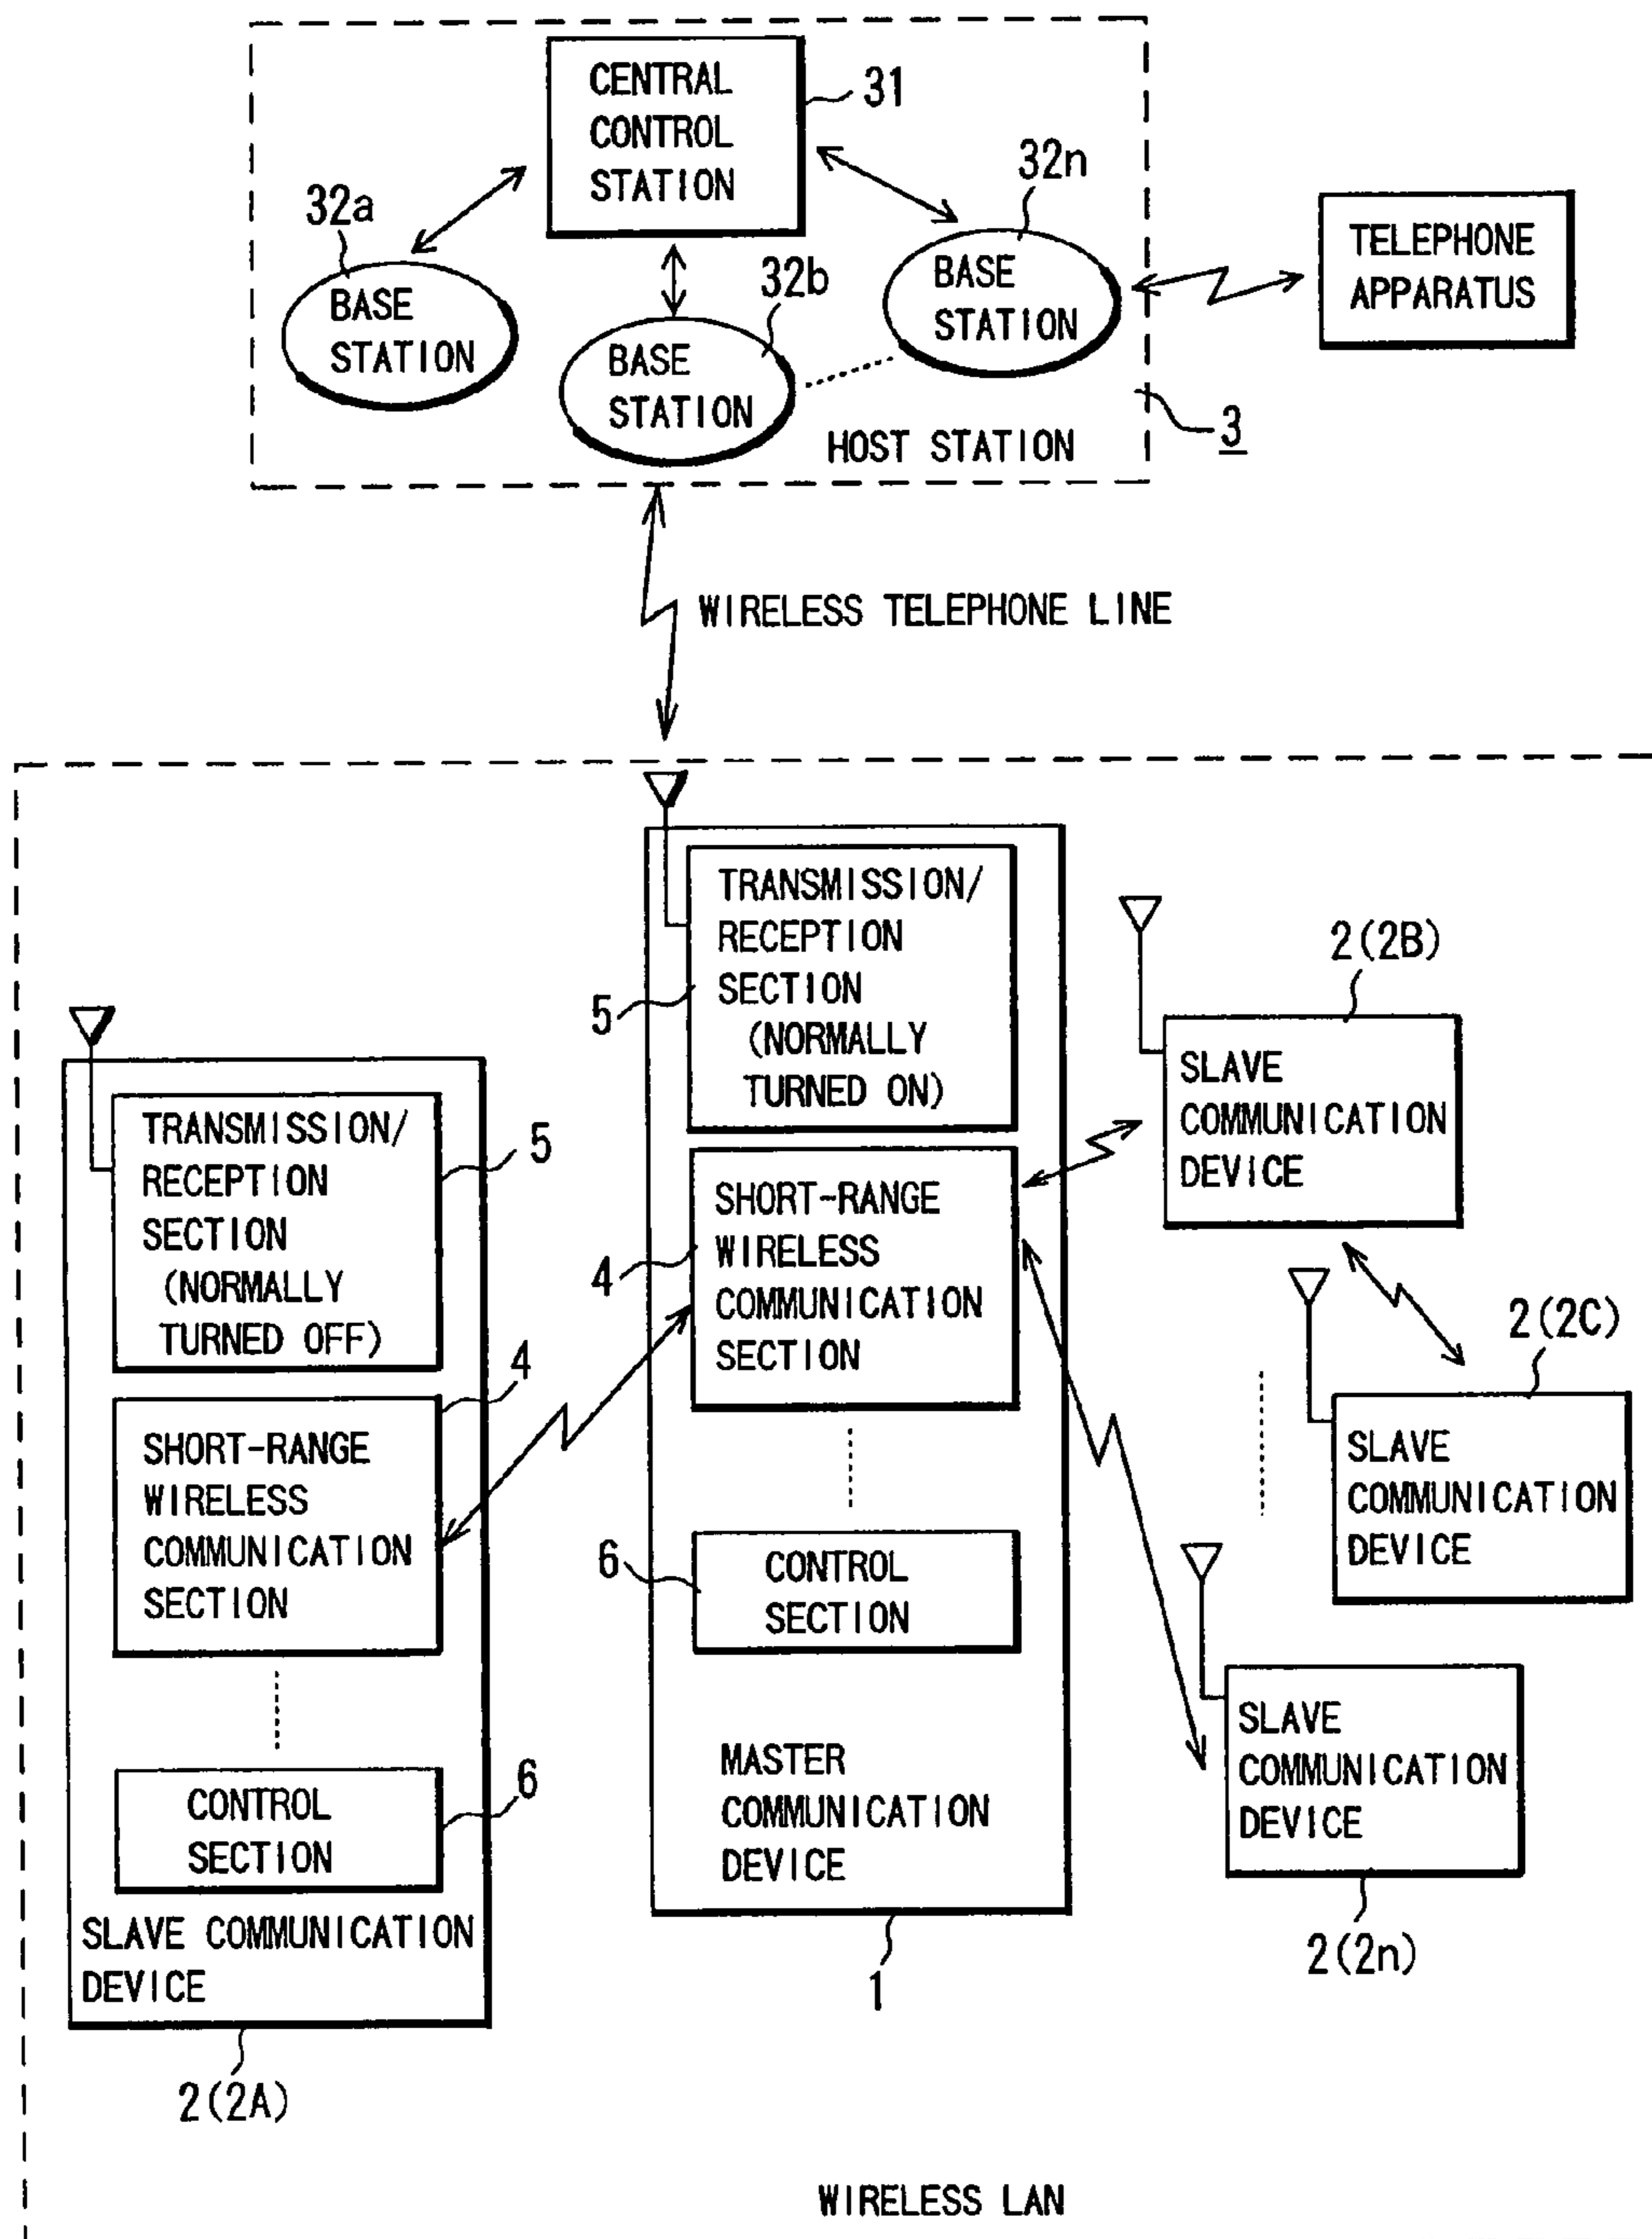 CENTRAL
CONTROL
STATION
31
32a
BASE
STATION
32b
BASE
STATION
32n
BASE
STATION
TELEPHONE
APPARATUS
HOST STATION
3
WIRELESS TELEPHONE LINE
TRANSMISSION/
RECEPTION
SECTION
(NORMALLY
TURNED OFF)
5
SHORT-RANGE
WIRELESS
COMMUNICATION
SECTION
4
CONTROL
SECTION
6
SLAVE COMMUNICATION
DEVICE
2(2A)
TRANSMISSION/
RECEPTION
SECTION
(NORMALLY
TURNED ON)
5
SHORT-RANGE
WIRELESS
COMMUNICATION
SECTION
4
CONTROL
SECTION
6
MASTER
COMMUNICATION
DEVICE
1
2(2B)
SLAVE
COMMUNICATION
DEVICE
2(2C)
SLAVE
COMMUNICATION
DEVICE
SLAVE
COMMUNICATION
DEVICE
2(2n)
WIRELESS LAN